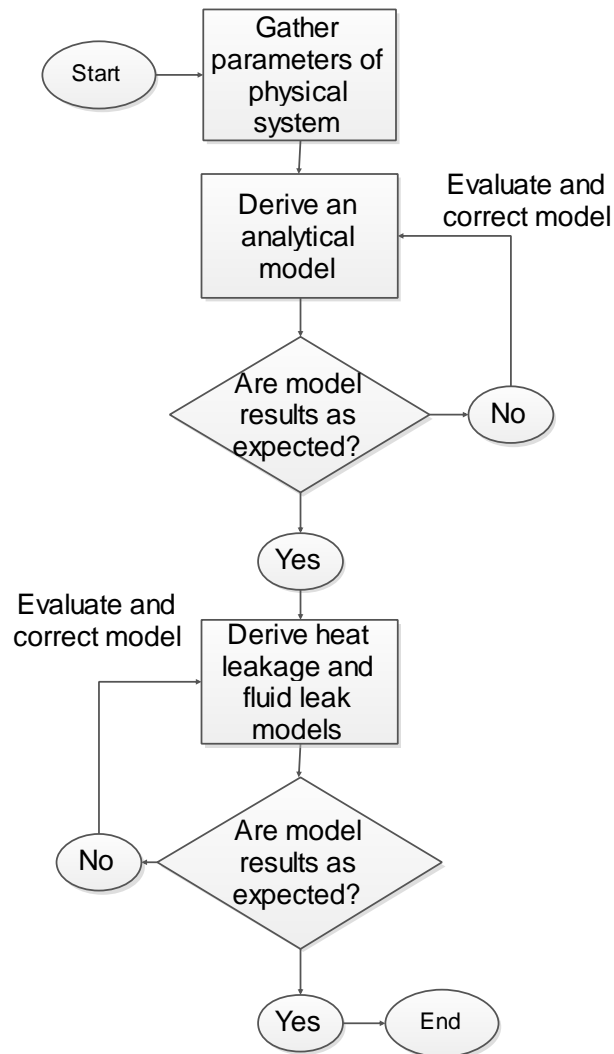 Start
Gather
parameters of
physical
system
Derive an
analytical
model
Evaluate and
correct model
Are model
results as
expected?
No
Yes
Evaluate and
correct model
Derive heat
leakage and
fluid leak
models
Are model
results as
expected?
No
Yes
End